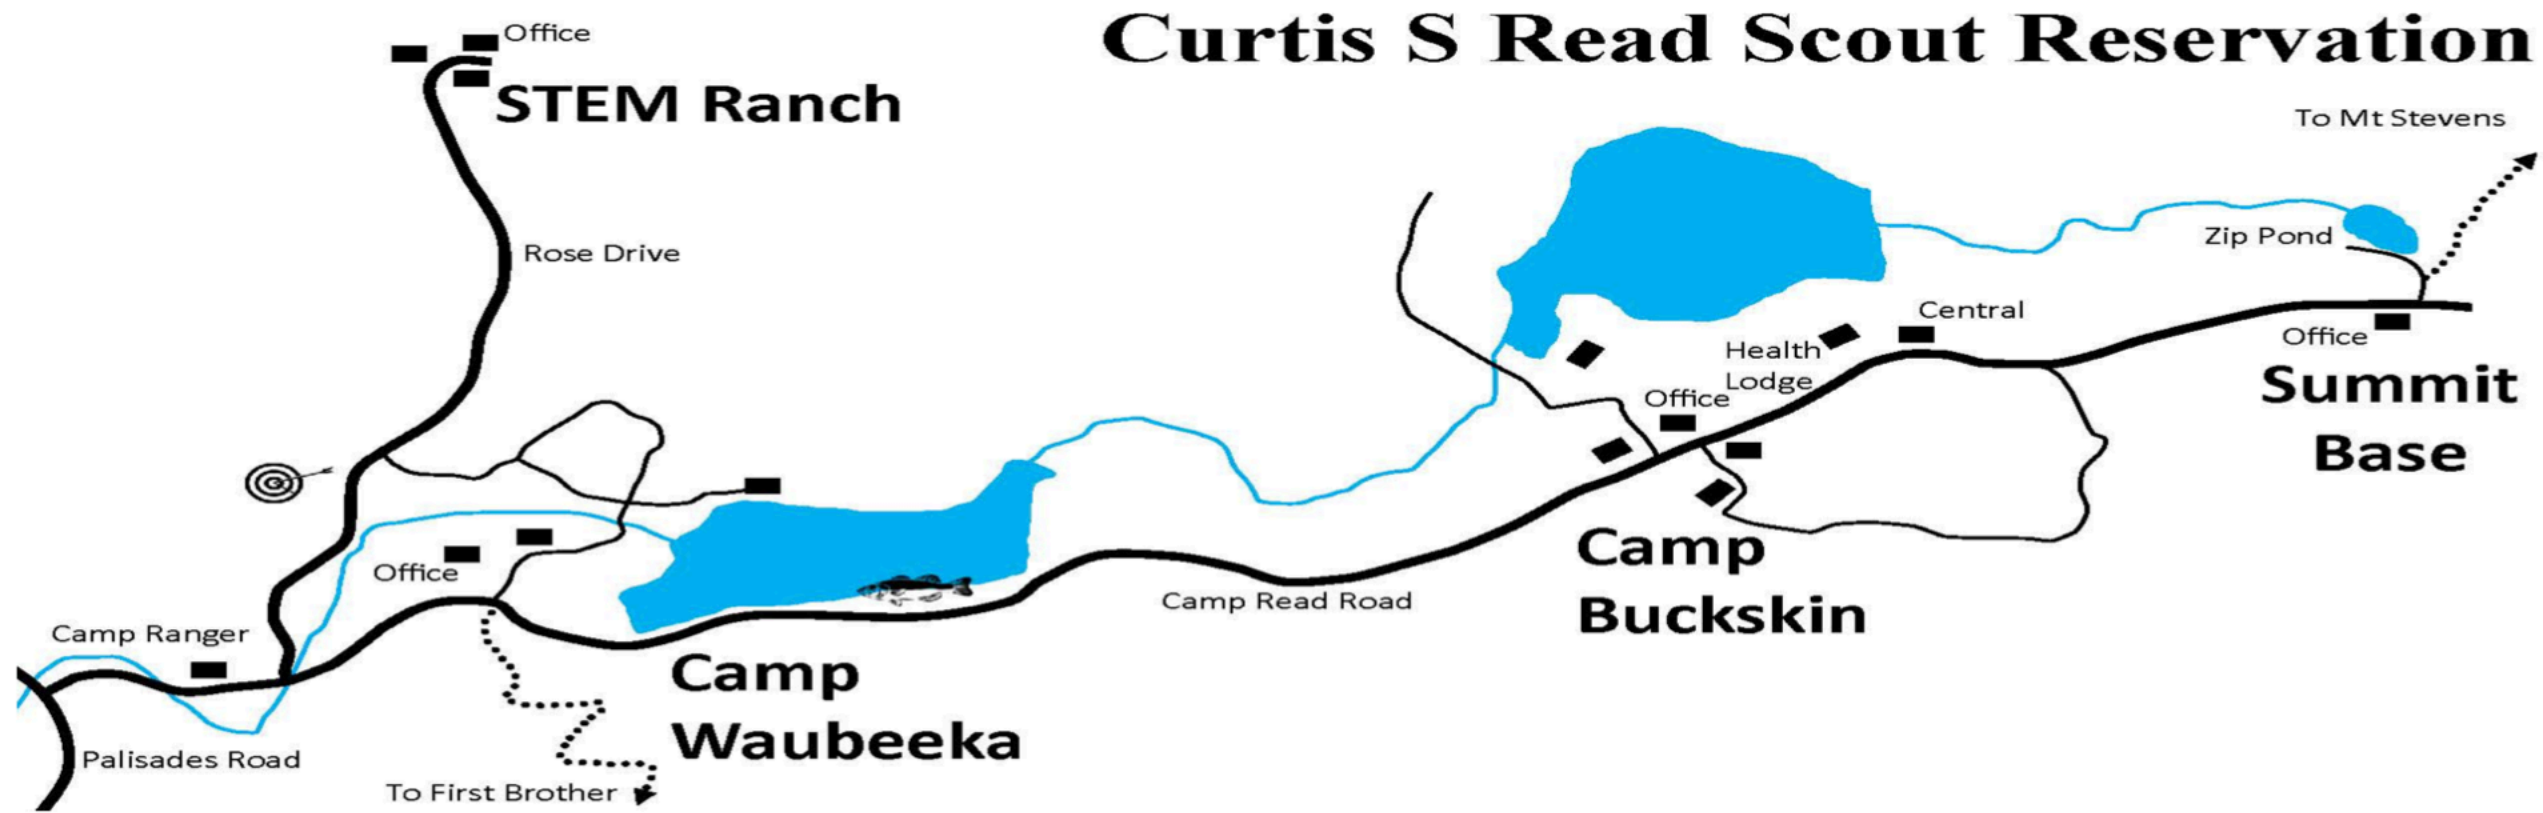 Curtis S Read Scout Reservation
Office
STEM Ranch
To Mt Stevens
Rose Drive
Zip Pond
Central
Health
Lodge
Office
Office
Summit
Base
Office
Camp
Buckskin
Camp Read Road
Camp Ranger
Camp
Waubeeka
Palisades Road
To First Brother